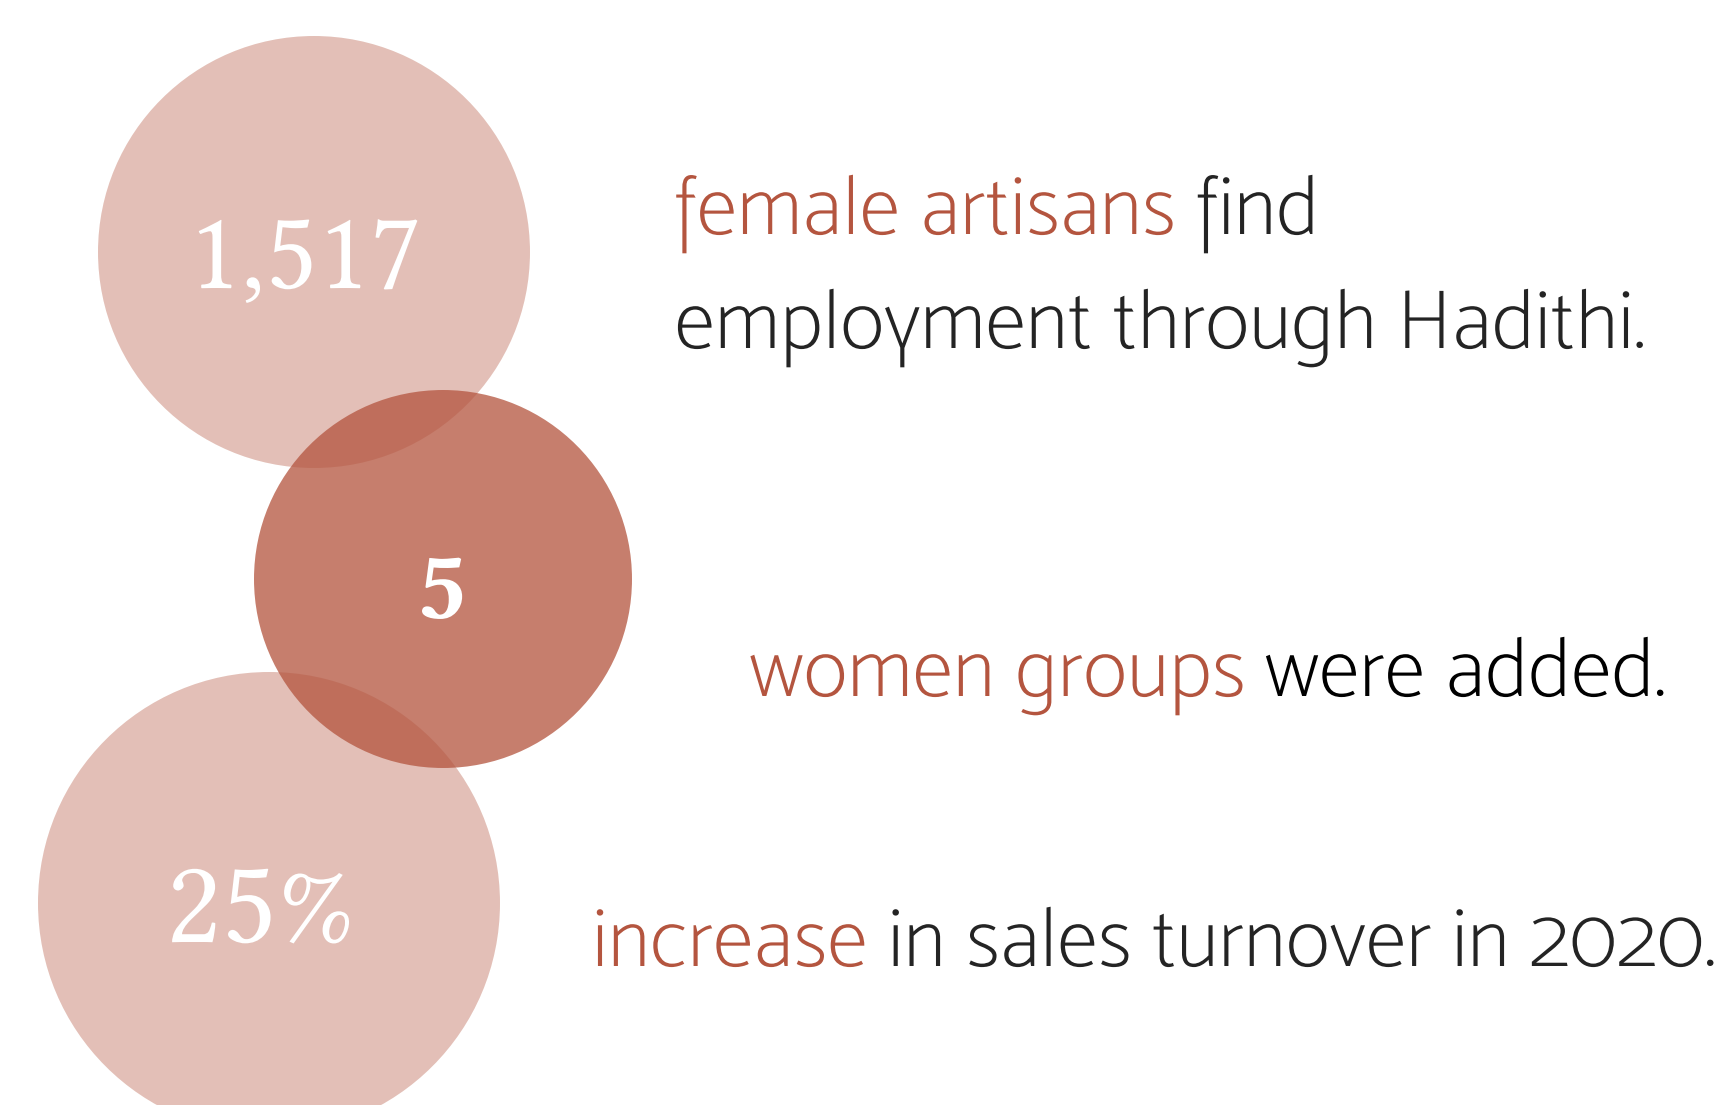 1,517
female artisans find
employment through Hadithi.
5
women groups were added.
25%
increase in sales turnover in 2020.